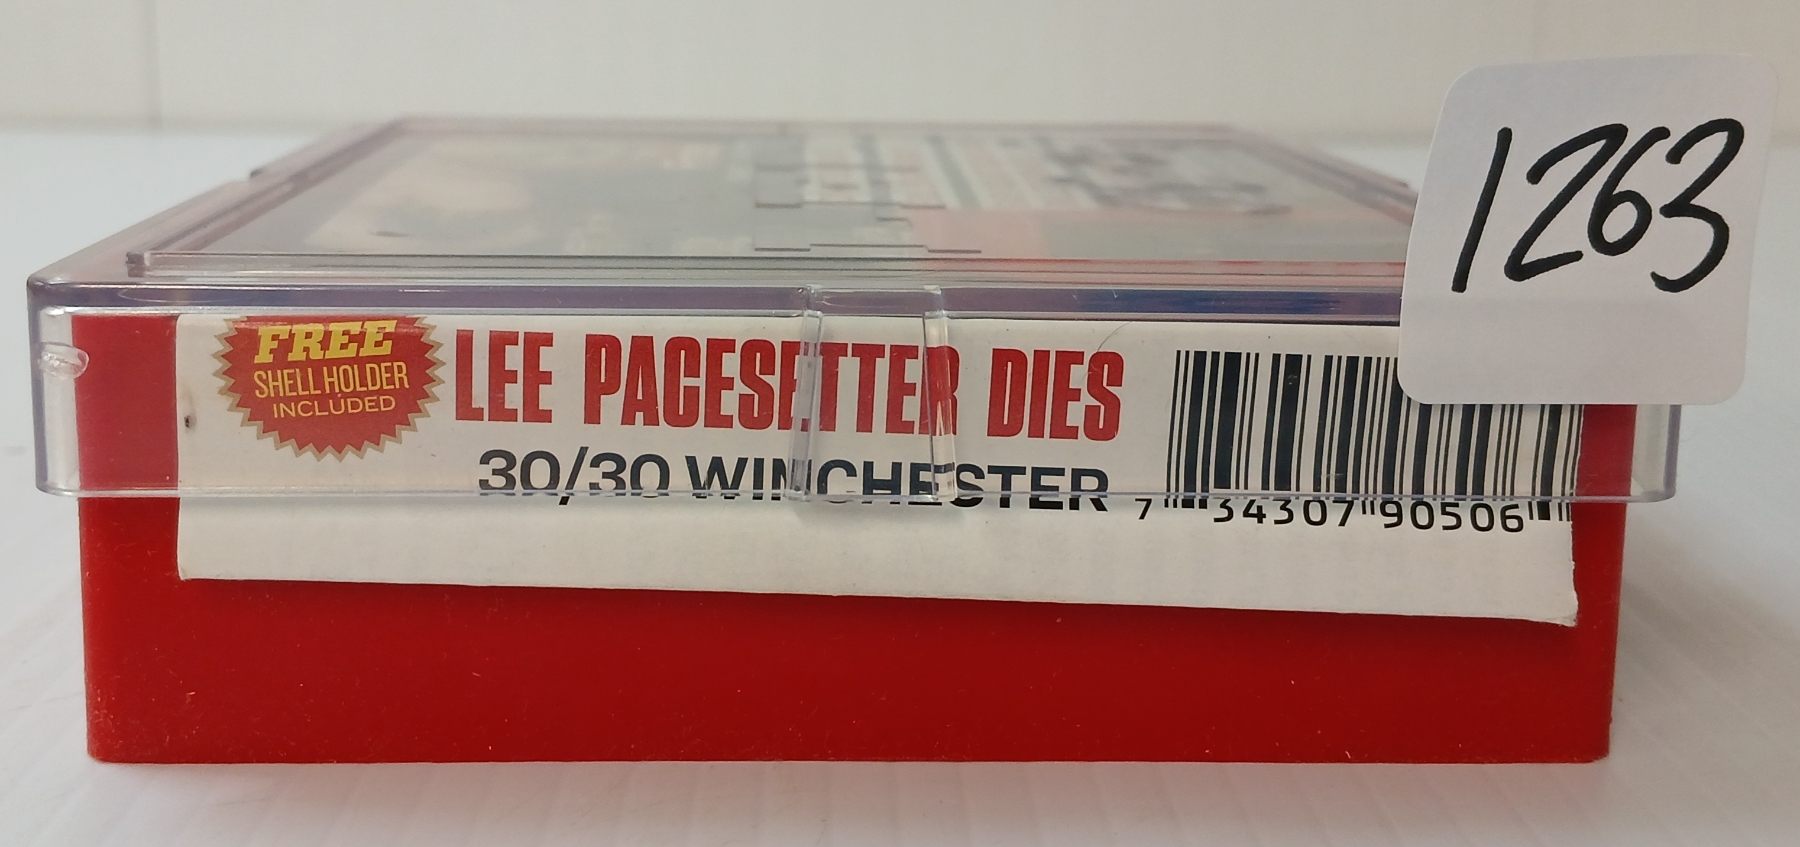 1263
FREE
SHELL HOLDER
INCLUDED
LEE PACESETTER DIES
30/30 WINCHESTER
7 34307 90506